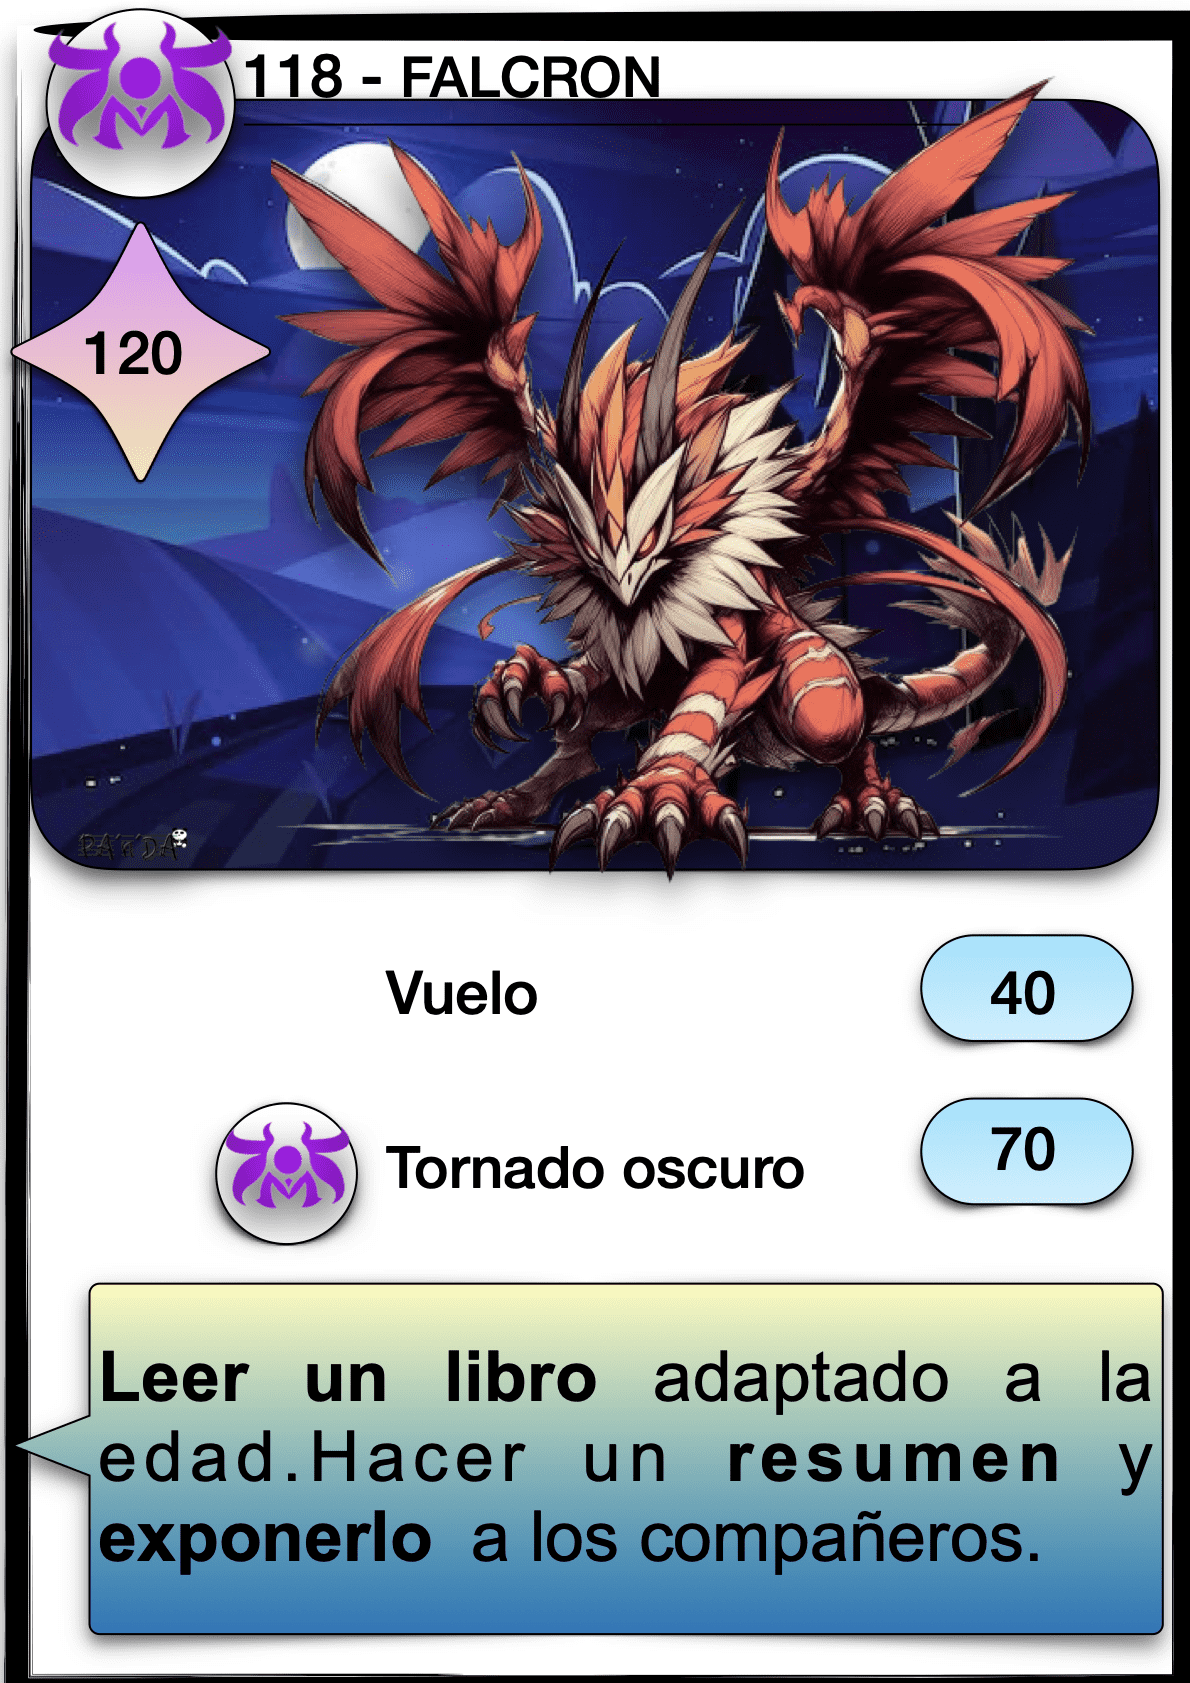 118 - FALCRON
120
BAYDA
Vuelo
40
Tornado oscuro
70
Leer un libro adaptado a la
edad.Hacer un resumen y
exponerlo a los compañeros.